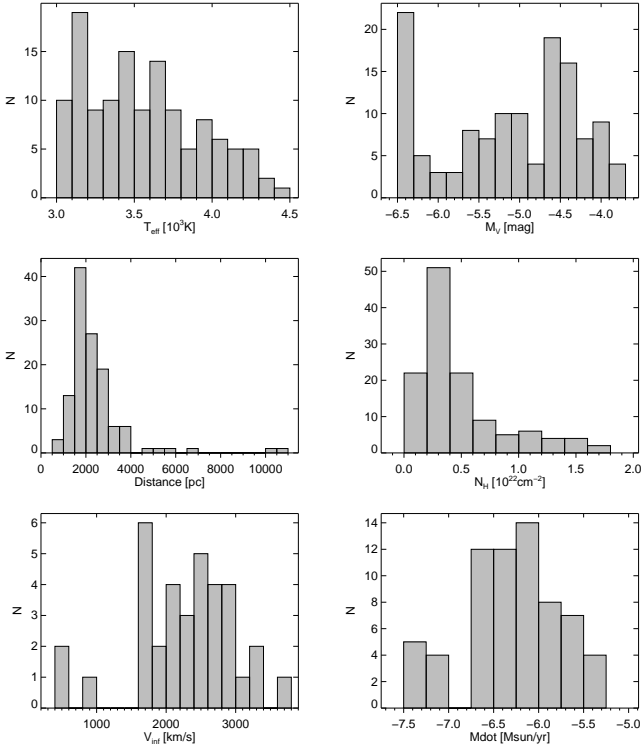 N
15
10
5
0
3.0 3.5 4.0 4.5
T_eff [10³K]
N
20
15
10
5
0
−6.5 −6.0 −5.5 −5.0 −4.5 −4.0
M_V [mag]
N
40
30
20
10
0
0 2000 4000 6000 8000 10000
Distance [pc]
N
50
40
30
20
10
0
0.0 0.5 1.0 1.5 2.0
N_H [10²²cm⁻²]
N
6
5
4
3
2
1
0
1000 2000 3000
V_inf [km/s]
N
14
12
10
8
6
4
2
0
−7.5 −7.0 −6.5 −6.0 −5.5 −5.0
Mdot [Msun/yr]